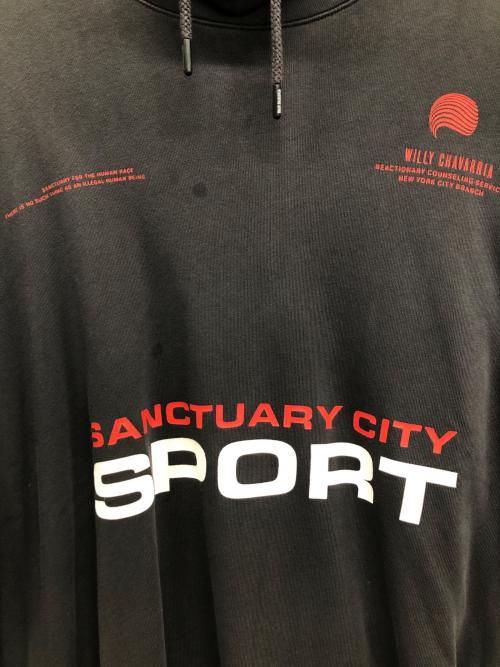 WILLY CHAVARRIA
REACTIONARY COUNSELING SERVIC
NEW YORK CITY BRANCH
SANCTUARY FOR THE HUMAN RACE
THERE IS NO SUCH THING AS AN ILLEGAL HUMAN BEING
SANCTUARY CITY
SPORT